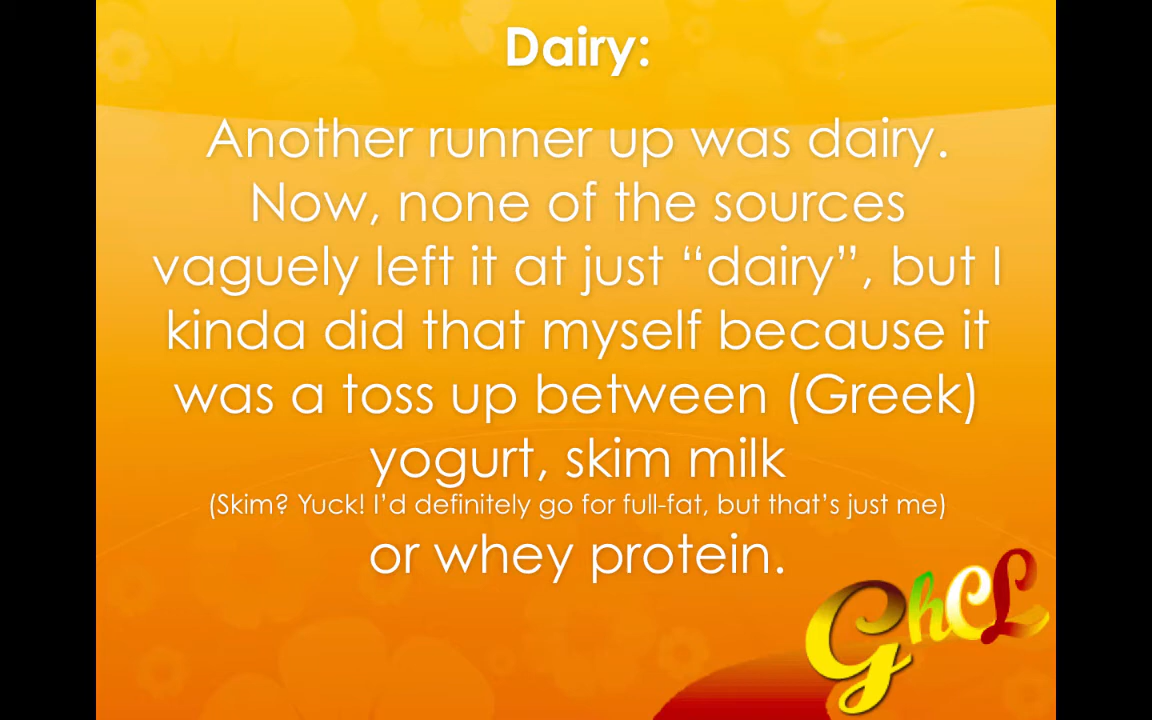 Dairy:
Another runner up was dairy.
Now, none of the sources
vaguely left it at just “dairy”, but I
kinda did that myself because it
was a toss up between (Greek)
yogurt, skim milk
(Skim? Yuck! I’d definitely go for full-fat, but that’s just me)
or whey protein.
GhCL